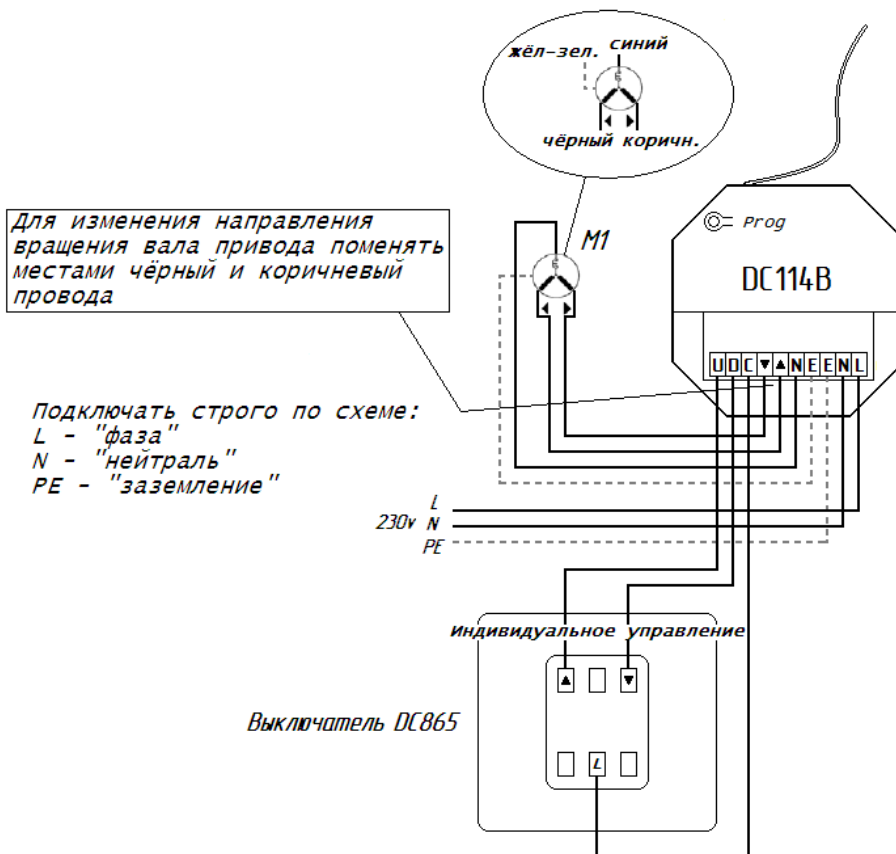 жёл-зел. синий
чёрный коричн.
Для изменения направления
вращения вала привода поменять
местами чёрный и коричневый
провода
M1
Prog
DC114B
U D C ▼ ▲ N E E N L
Подключать строго по схеме:
L - "фаза"
N - "нейтраль"
PE - "заземление"
L
230v N
PE
Индивидуальное управление
▲ ▼
Выключатель DC865
L